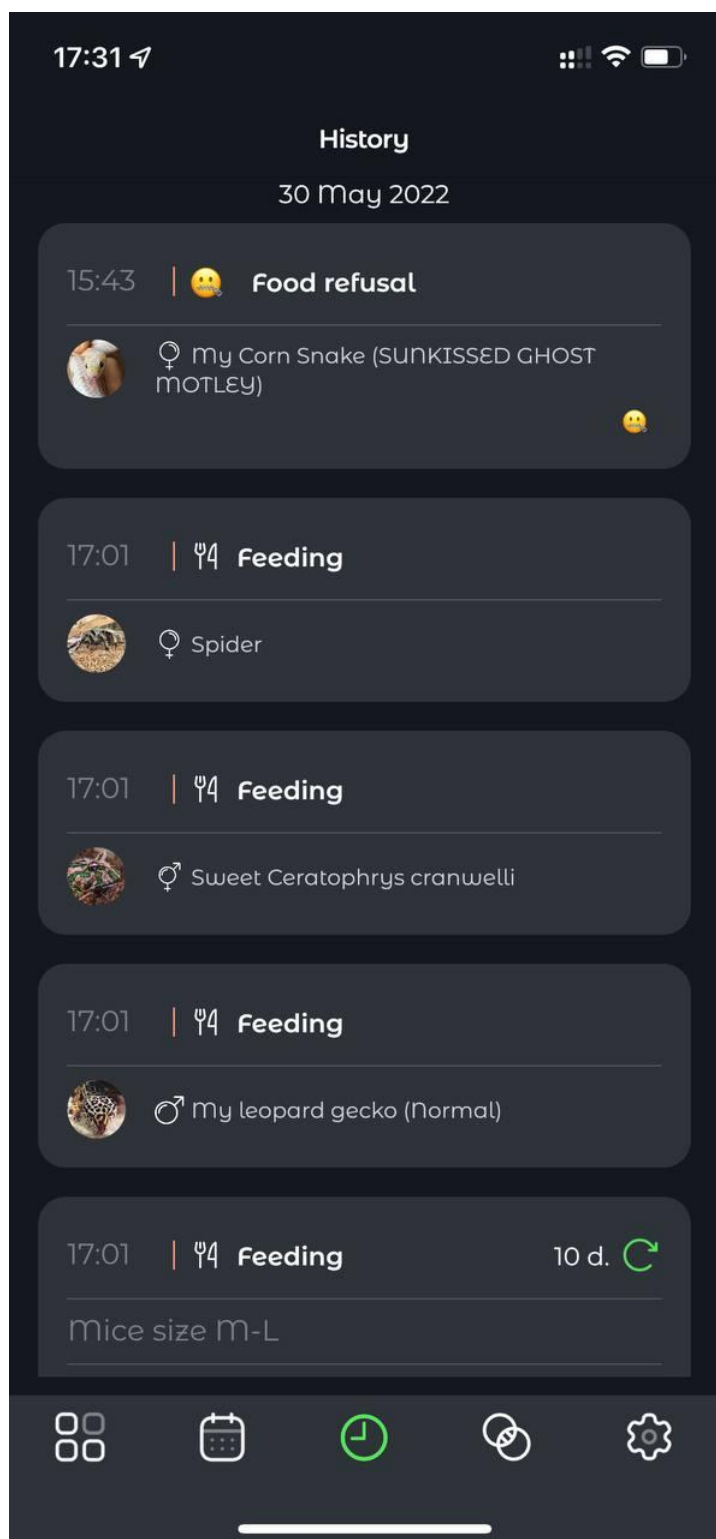 17:31
History
30 May 2022
15:43 Food refusal
My Corn Snake (SUNKISSED GHOST
MOTLEY)
17:01 Feeding
Spider
17:01 Feeding
Sweet Ceratophrys cranwelli
17:01 Feeding
My leopard gecko (Normal)
17:01 Feeding 10 d.
Mice size M-L